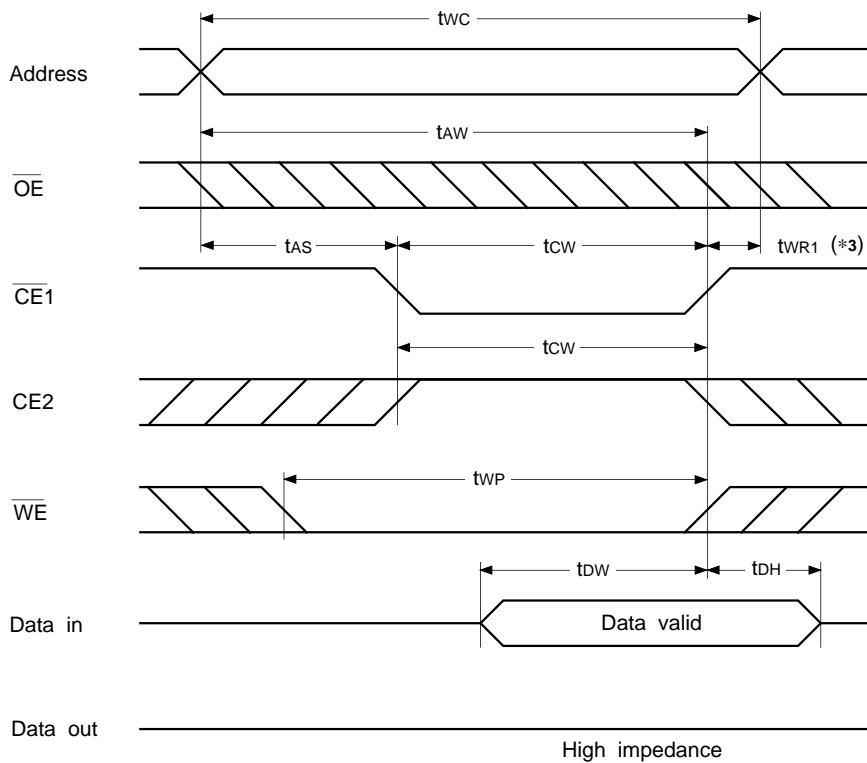 tWC
Address
tAW
OE
tAS tCW tWR1 (*3)
CE1
tCW
CE2
tWP
WE
tDW tDH
Data in Data valid
Data out
High impedance